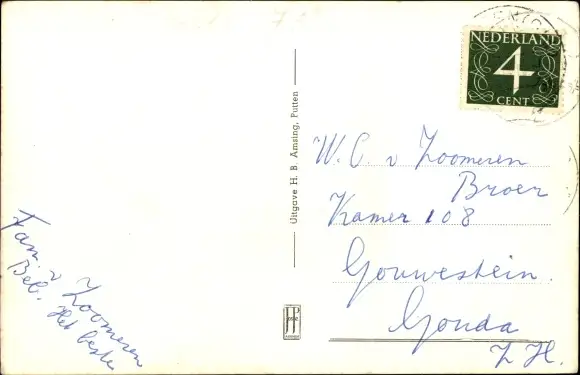 NEDERLAND
4
CENT
Uitgave H. B. Amsing, Putten
W. C. v Zoomeren
Broer
Kamer 108
Gouwestein.
Gouda
Z H.
Fam. v Zoomeren
Bel.
Het beste